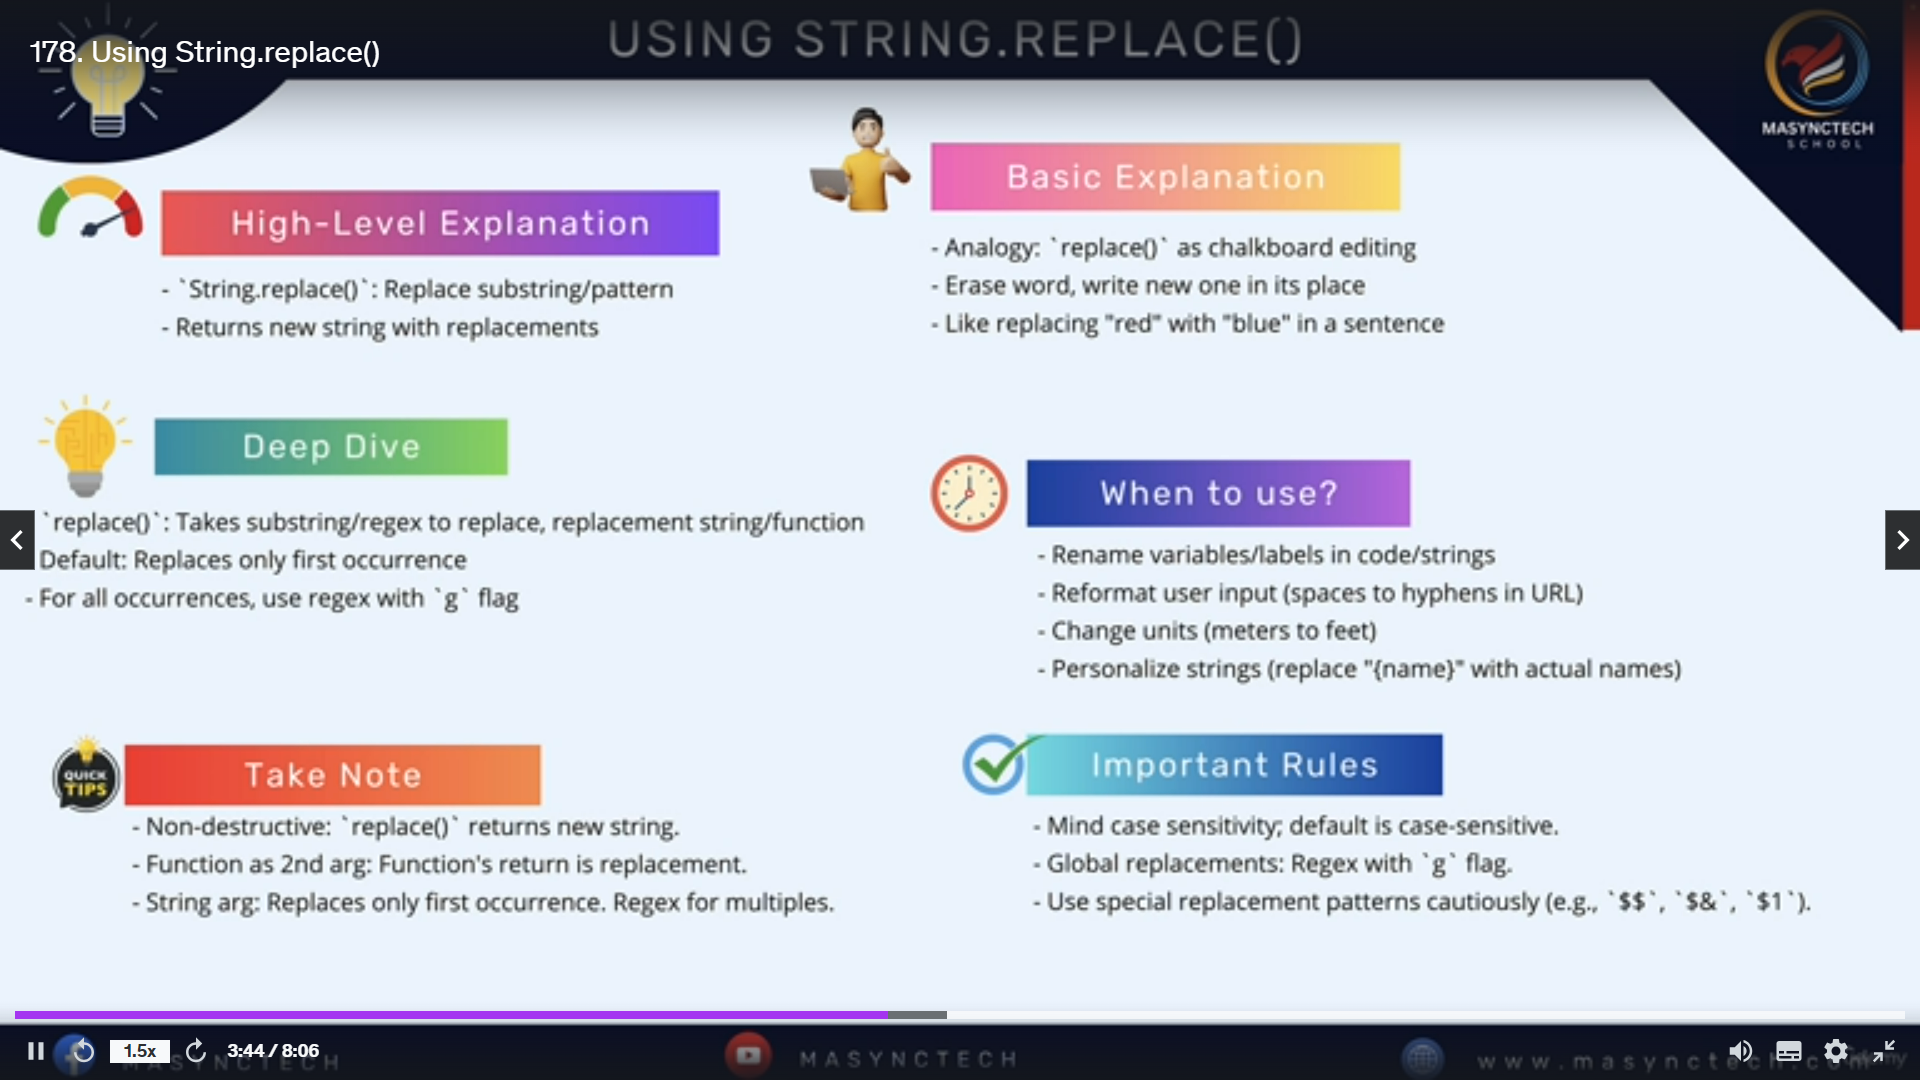 USING STRING.REPLACE()
178. Using String.replace()
MASYNCTECH
SCHOOL
High-Level Explanation
- `String.replace()`: Replace substring/pattern
- Returns new string with replacements
Basic Explanation
- Analogy: `replace()` as chalkboard editing
- Erase word, write new one in its place
- Like replacing "red" with "blue" in a sentence
Deep Dive
`replace()`: Takes substring/regex to replace, replacement string/function
Default: Replaces only first occurrence
- For all occurrences, use regex with `g` flag
When to use?
- Rename variables/labels in code/strings
- Reformat user input (spaces to hyphens in URL)
- Change units (meters to feet)
- Personalize strings (replace "{name}" with actual names)
QUICK
TIPS
Take Note
- Non-destructive: `replace()` returns new string.
- Function as 2nd arg: Function's return is replacement.
- String arg: Replaces only first occurrence. Regex for multiples.
Important Rules
- Mind case sensitivity; default is case-sensitive.
- Global replacements: Regex with `g` flag.
- Use special replacement patterns cautiously (e.g., `$$`, `$&`, `$1`).
1.5x
3:44 / 8:06
MASYNCTECH
MASYNCTECH
www.masynctech.com